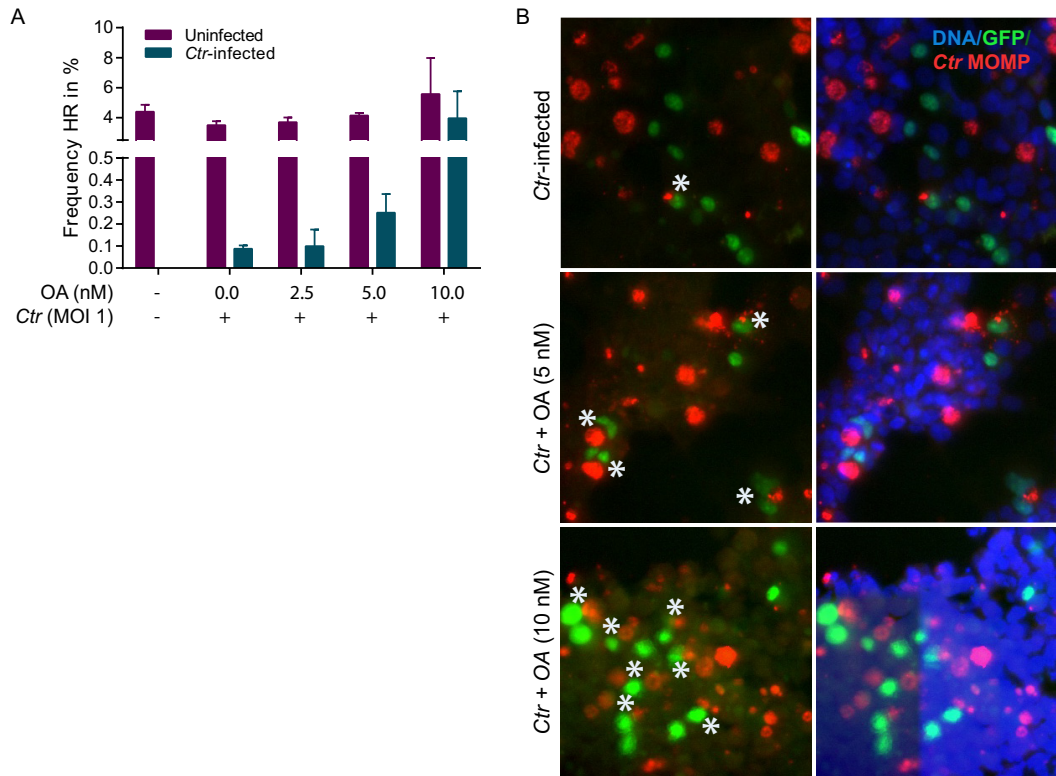 A
Frequency HR in %
10
8
6
4
0.5
0.4
0.3
0.2
0.1
0.0
Uninfected
Ctr-infected
OA (nM) - 0.0 2.5 5.0 10.0
Ctr (MOI 1) - + + + +
B
DNA/GFP/
Ctr MOMP
Ctr-infected
*
Ctr + OA (5 nM)
*
*
*
*
Ctr + OA (10 nM)
*
*
*
*
*
*
*